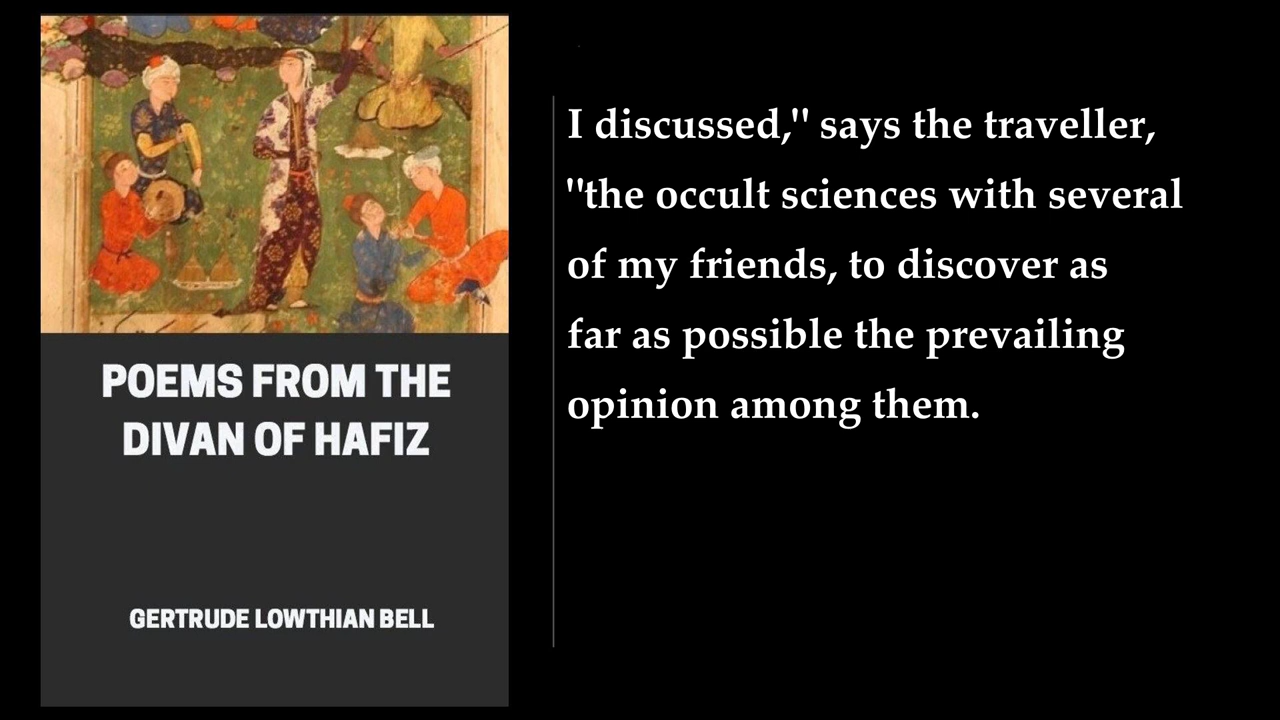 POEMS FROM THE
DIVAN OF HAFIZ
GERTRUDE LOWTHIAN BELL
I discussed," says the traveller,
"the occult sciences with several
of my friends, to discover as
far as possible the prevailing
opinion among them.